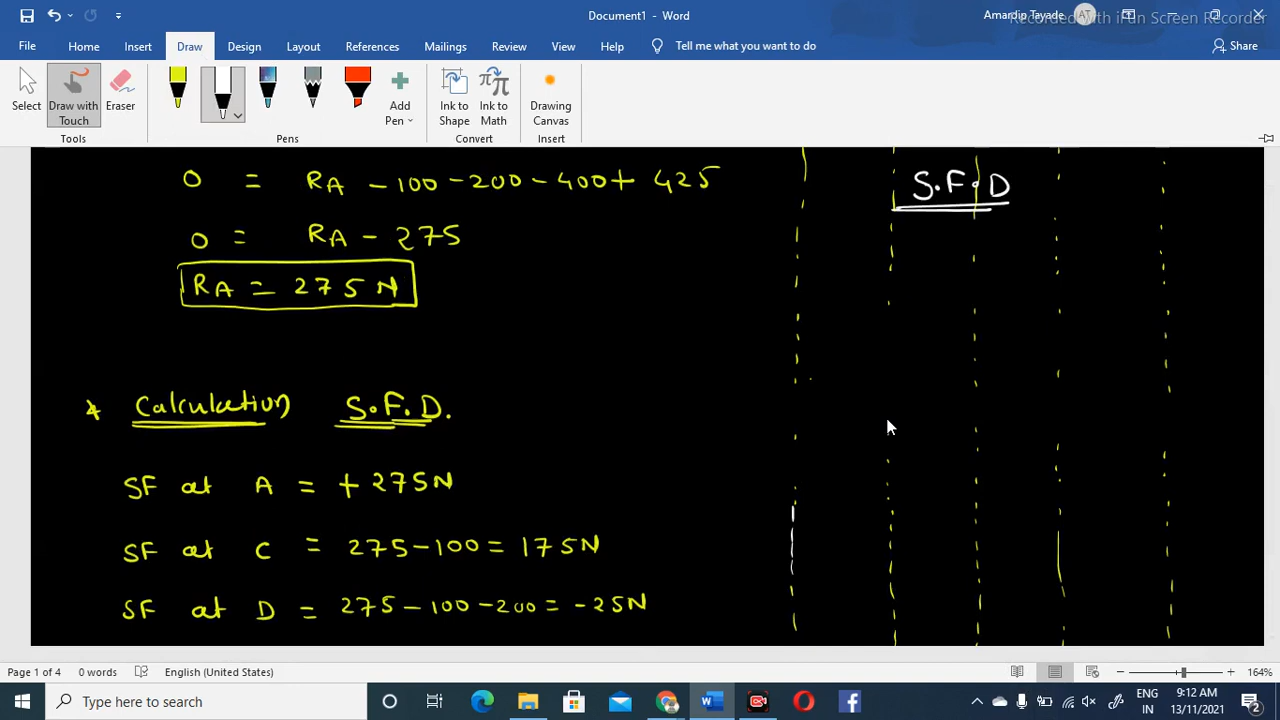 Document1 - Word
Amardip Tayade
AT
Recorded with iFun Screen Recorder
File Home Insert Draw Design Layout References Mailings Review View Help Tell me what you want to do Share
Select
Draw with Touch
Eraser
Add Pen
Ink to Shape
Ink to Math
Drawing Canvas
Tools
Pens
Convert
Insert
0 = RA - 100 - 200 - 400 + 425
S.F.D
0 = RA - 275
RA = 275 N
* Calculation S.F.D.
SF at A = + 275N
SF at C = 275 - 100 = 175N
SF at D = 275 - 100 - 200 = - 25N
Page 1 of 4 0 words English (United States) 164%
Type here to search
ENG
IN
9:12 AM
13/11/2021
2